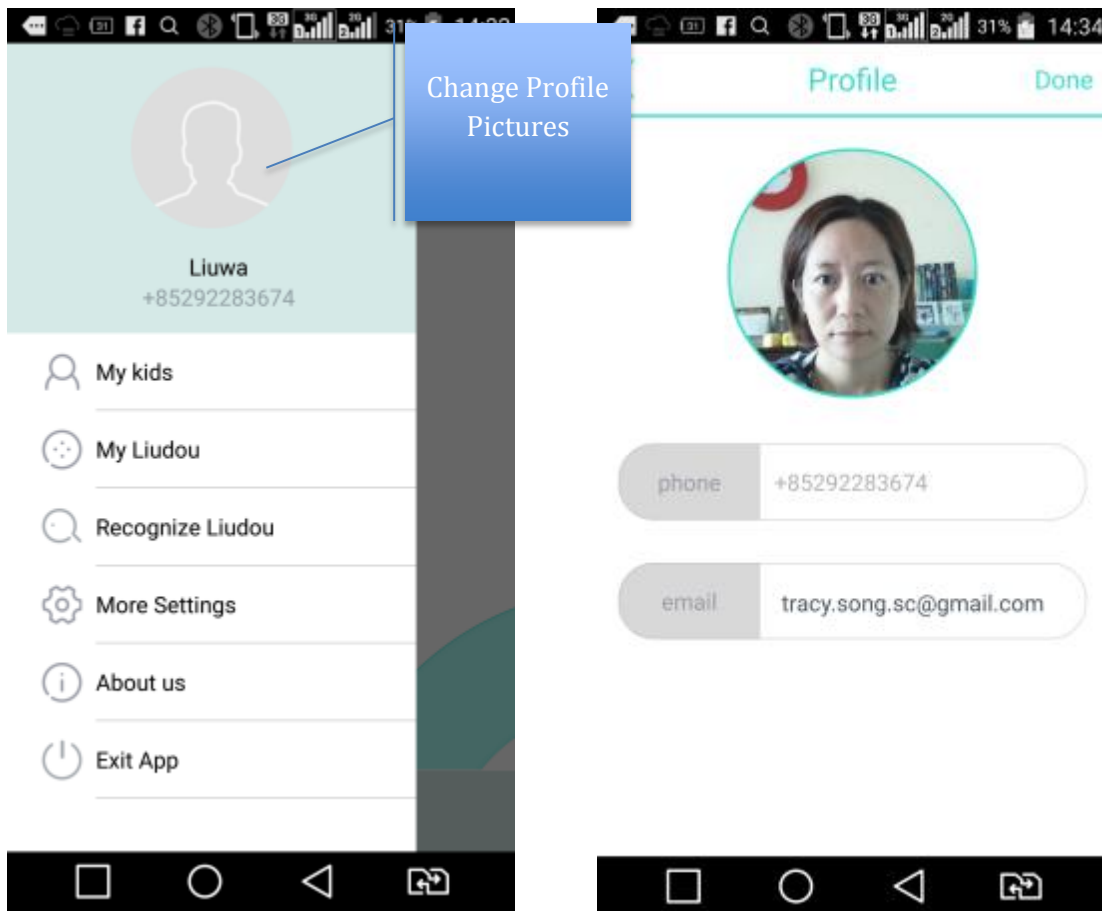 Change Profile
Pictures
Liuwa
+85292283674
My kids
My Liudou
Recognize Liudou
More Settings
About us
Exit App
31% 14:34
Profile
Done
phone +85292283674
email tracy.song.sc@gmail.com